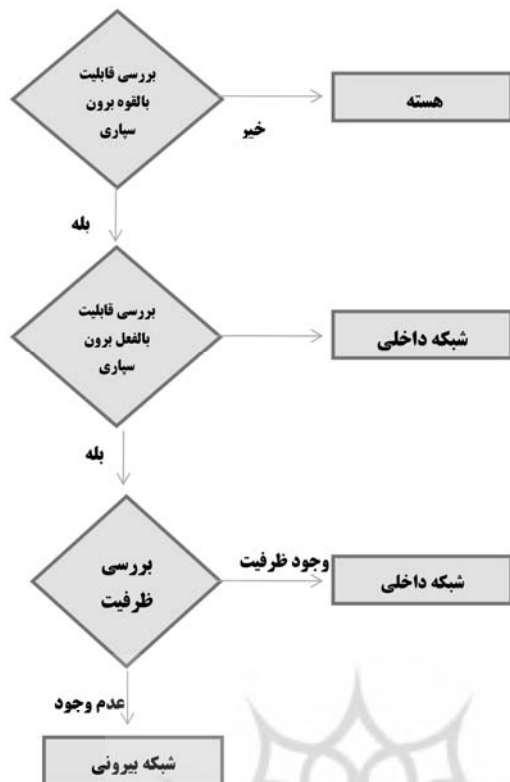 بررسی قابلیت
بالقوه برون
سپاری
هسته
خیر
بله
بررسی قابلیت
بالفعل برون
سپاری
شبکه داخلی
بله
بررسی
ظرفیت
وجود ظرفیت
شبکه داخلی
عدم وجود
شبکه بیرونی